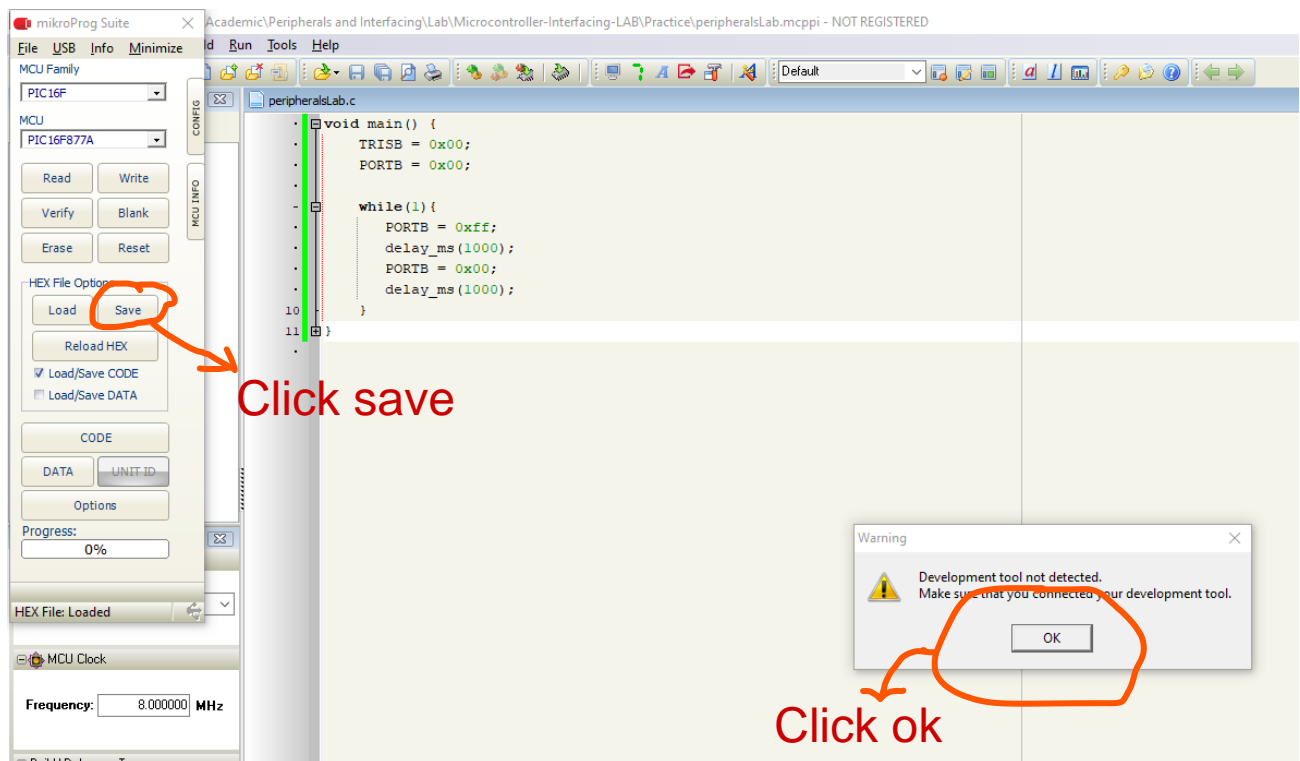 mikroProg Suite
Academic\Peripherals and Interfacing\Lab\Microcontroller-Interfacing-LAB\Practice\peripheralsLab.mcppi - NOT REGISTERED
File USB Info Minimize
Run Tools Help
MCU Family
PIC16F
MCU
PIC16F877A
CONFIG
MCU INFO
Read Write
Verify Blank
Erase Reset
HEX File Options
Load Save
Reload HEX
Load/Save CODE
Load/Save DATA
CODE
DATA UNIT ID
Options
Progress:
0%
HEX File: Loaded
MCU Clock
Frequency: 8.000000 MHz
Default
peripheralsLab.c
void main() {
TRISB = 0x00;
PORTB = 0x00;
while(1){
PORTB = 0xff;
delay_ms(1000);
PORTB = 0x00;
delay_ms(1000);
10 }
11 }
Click save
Warning
Development tool not detected.
Make sure that you connected your development tool.
OK
Click ok